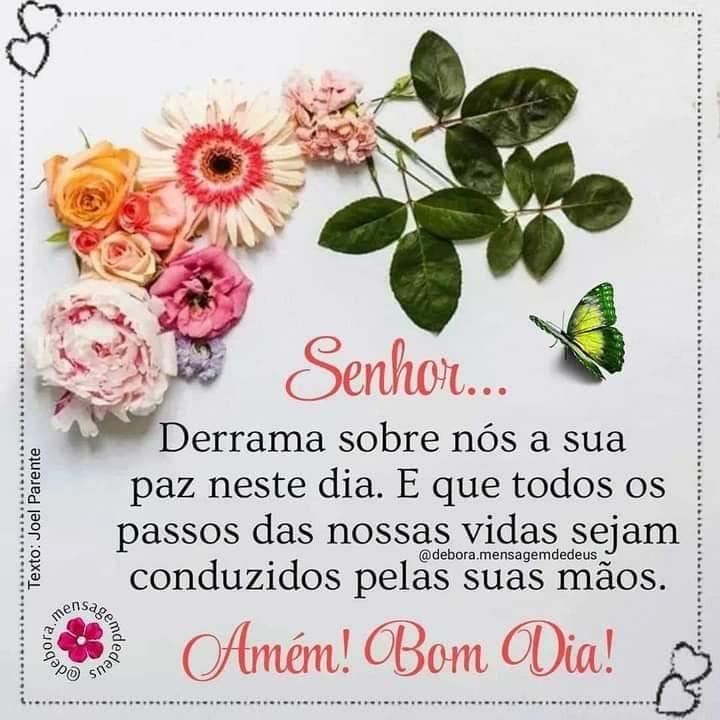 Senhor...
Derrama sobre nós a sua
paz neste dia. E que todos os
passos das nossas vidas sejam
@debora.mensagemdedeus
conduzidos pelas suas mãos.
Amém! Bom Dia!
Texto: Joel Parente
@debora.mensagemdedeus